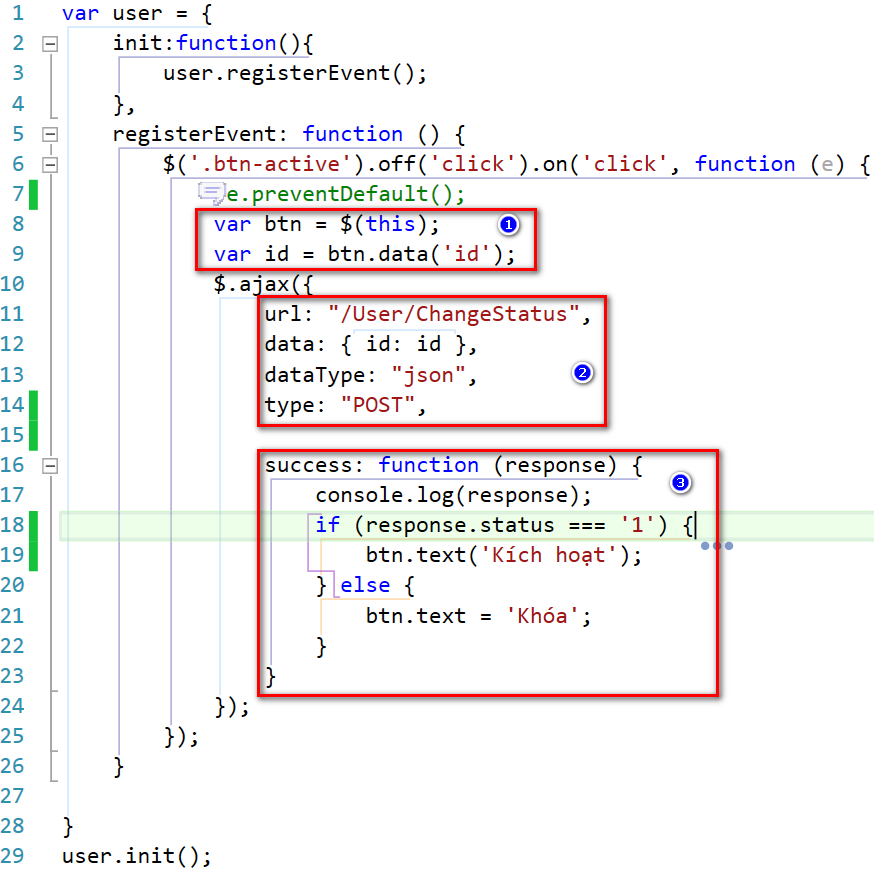 1 var user = {
2 init:function(){
3 user.registerEvent();
4 },
5 registerEvent: function () {
6 $('.btn-active').off('click').on('click', function (e) {
7 e.preventDefault();
8 var btn = $(this); 1
9 var id = btn.data('id');
10 $.ajax({
11 url: "/User/ChangeStatus",
12 data: { id: id },
13 dataType: "json", 2
14 type: "POST",
15
16 success: function (response) { 3
17 console.log(response);
18 if (response.status === '1') {
19 btn.text('Kích hoạt');
20 } else {
21 btn.text = 'Khóa';
22 }
23 }
24 });
25 });
26 }
27
28 }
29 user.init();